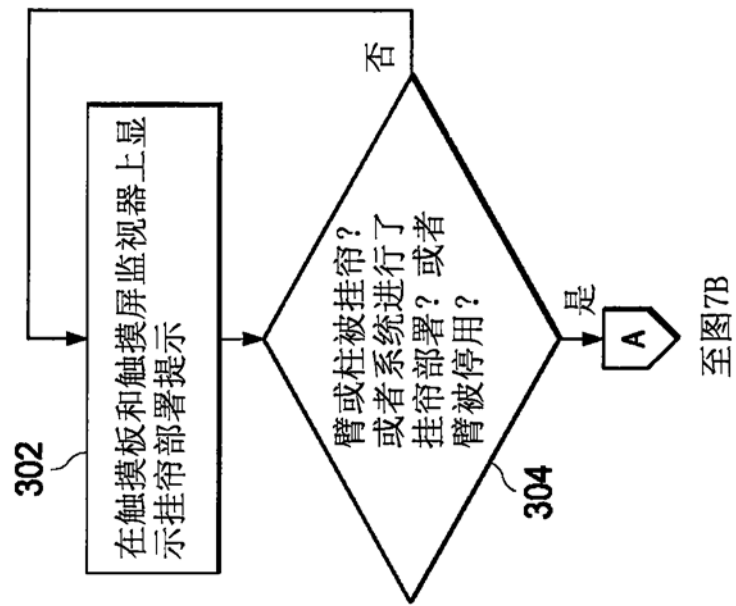 302
在触摸板和触摸屏监视器上显
示挂帘部署提示
臂或柱被挂帘？
或者系统进行了
挂帘部署？或者
臂被停用？
304
否
是
A
至图7B